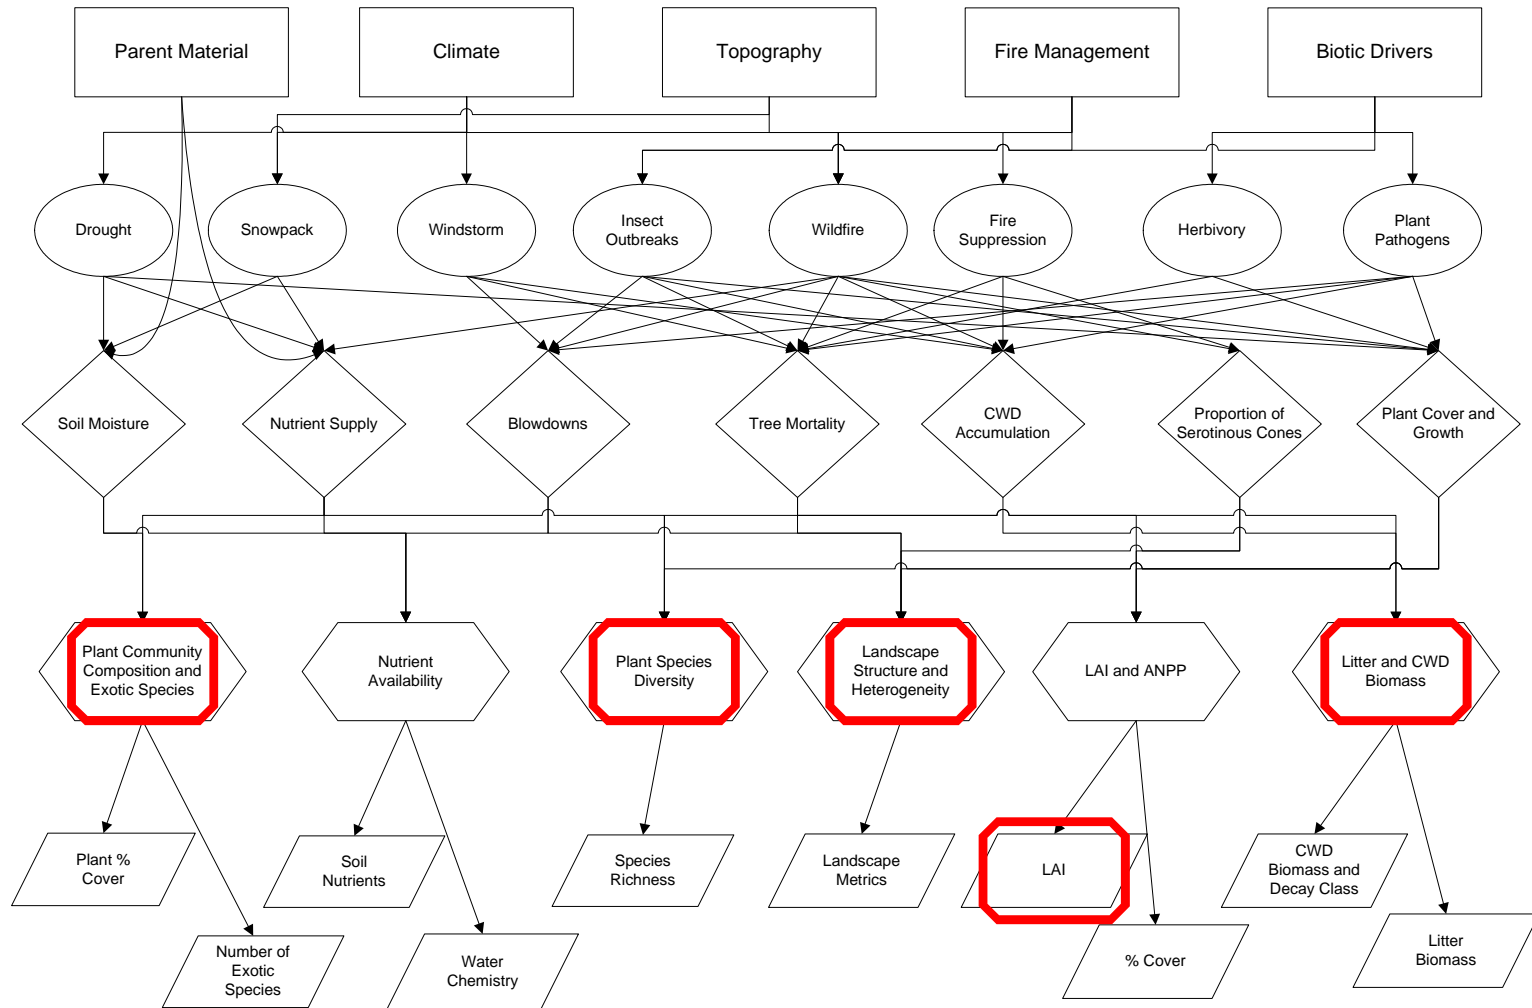 Parent Material
Climate
Topography
Fire Management
Biotic Drivers
Drought
Snowpack
Windstorm
Insect
Outbreaks
Wildfire
Fire
Suppression
Herbivory
Plant
Pathogens
Soil Moisture
Nutrient Supply
Blowdowns
Tree Mortality
CWD
Accumulation
Proportion of
Serotinous Cones
Plant Cover and
Growth
Plant Community
Composition and
Exotic Species
Nutrient
Availability
Plant Species
Diversity
Landscape
Structure and
Heterogeneity
LAI and ANPP
Litter and CWD
Biomass
Plant %
Cover
Soil
Nutrients
Species
Richness
Landscape
Metrics
LAI
CWD
Biomass and
Decay Class
Number of
Exotic
Species
Water
Chemistry
% Cover
Litter
Biomass